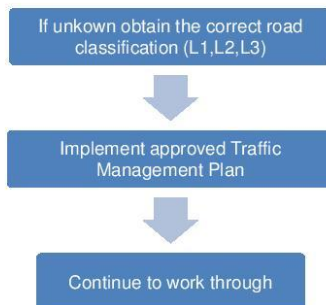 If unkown obtain the correct road
classification (L1,L2,L3)
Implement approved Traffic
Management Plan
Continue to work through